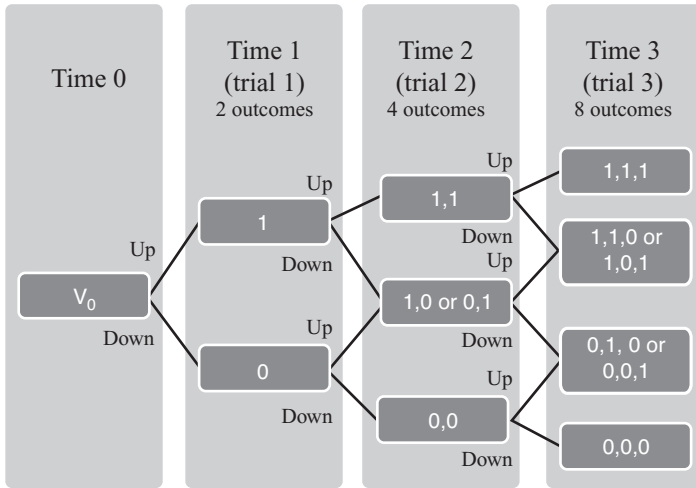 Time 0
Time 1
(trial 1)
2 outcomes
Time 2
(trial 2)
4 outcomes
Time 3
(trial 3)
8 outcomes
V0
Up
Down
1
0
Up
Down
Up
Down
1,1
1,0 or 0,1
0,0
Up
Down
Up
Down
Up
Down
1,1,1
1,1,0 or
1,0,1
0,1, 0 or
0,0,1
0,0,0